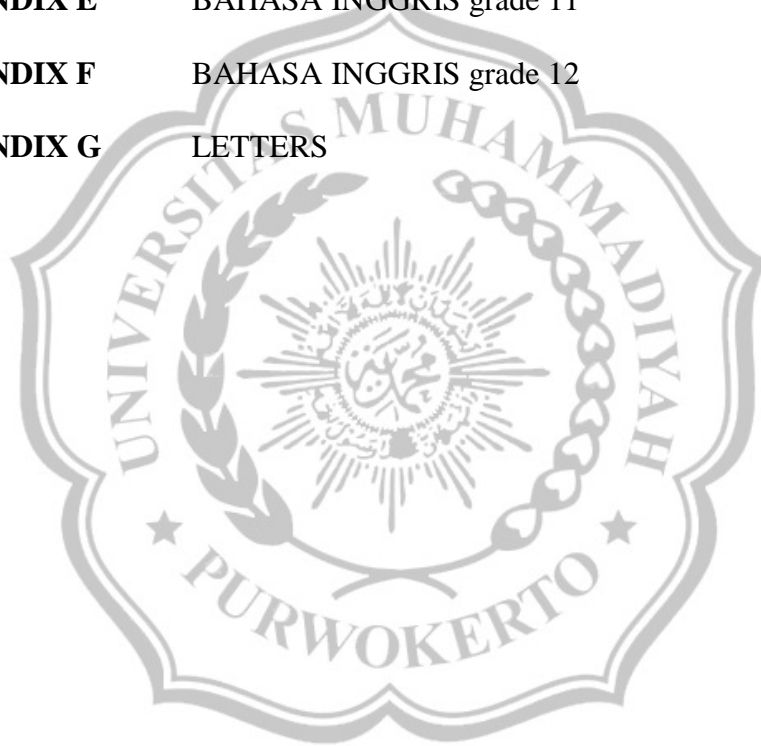 NDIX E BAHASA INGGRIS grade 11
NDIX F BAHASA INGGRIS grade 12
NDIX G LETTERS
UNIVERSITAS MUHAMMADIYAH
PURWOKERTO